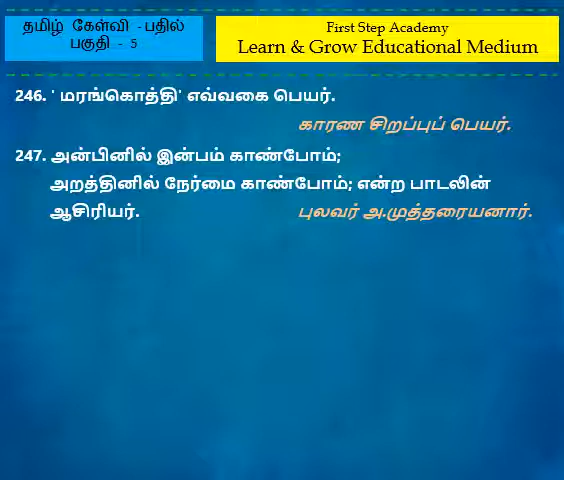 தமிழ் கேள்வி - பதில்
பகுதி - 5
First Step Academy
Learn & Grow Educational Medium
246. ' மரங்கொத்தி' எவ்வகை பெயர்.
காரண சிறப்புப் பெயர்.
247. அன்பினில் இன்பம் காண்போம்;
அறத்தினில் நேர்மை காண்போம்; என்ற பாடலின்
ஆசிரியர். புலவர் அ.முத்தரையனார்.